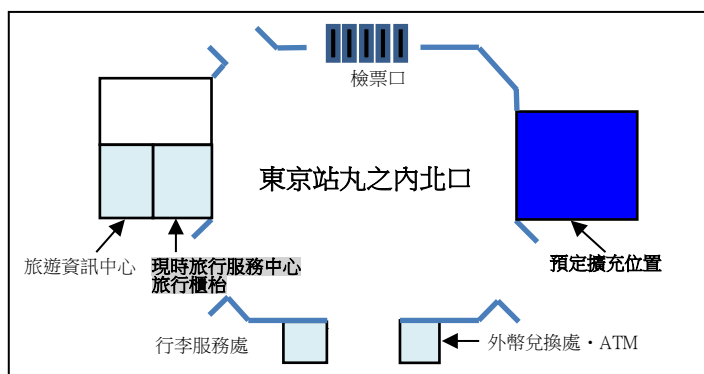 檢票口
東京站丸之內北口
旅遊資訊中心
現時旅行服務中心
旅行櫃枱
預定擴充位置
行李服務處
外幣兌換處・ATM